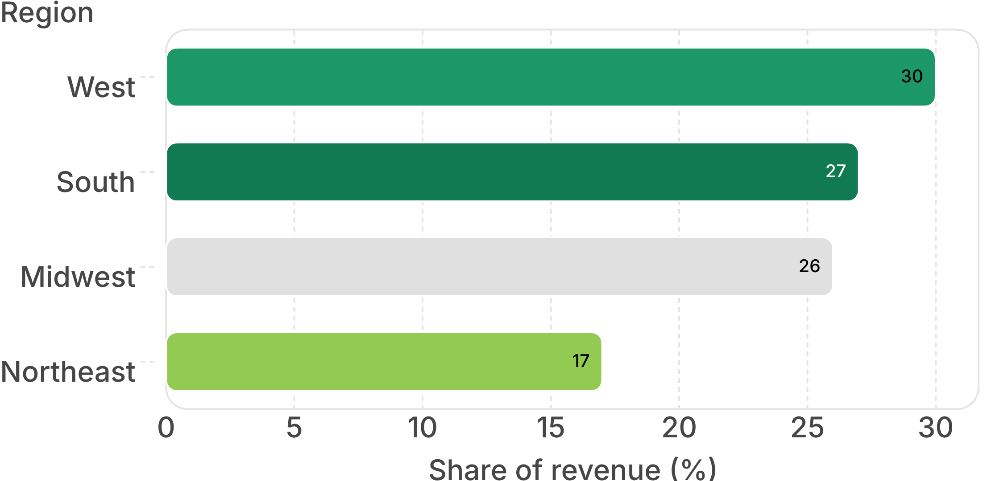 Region
West 30
South 27
Midwest 26
Northeast 17
0 5 10 15 20 25 30
Share of revenue (%)